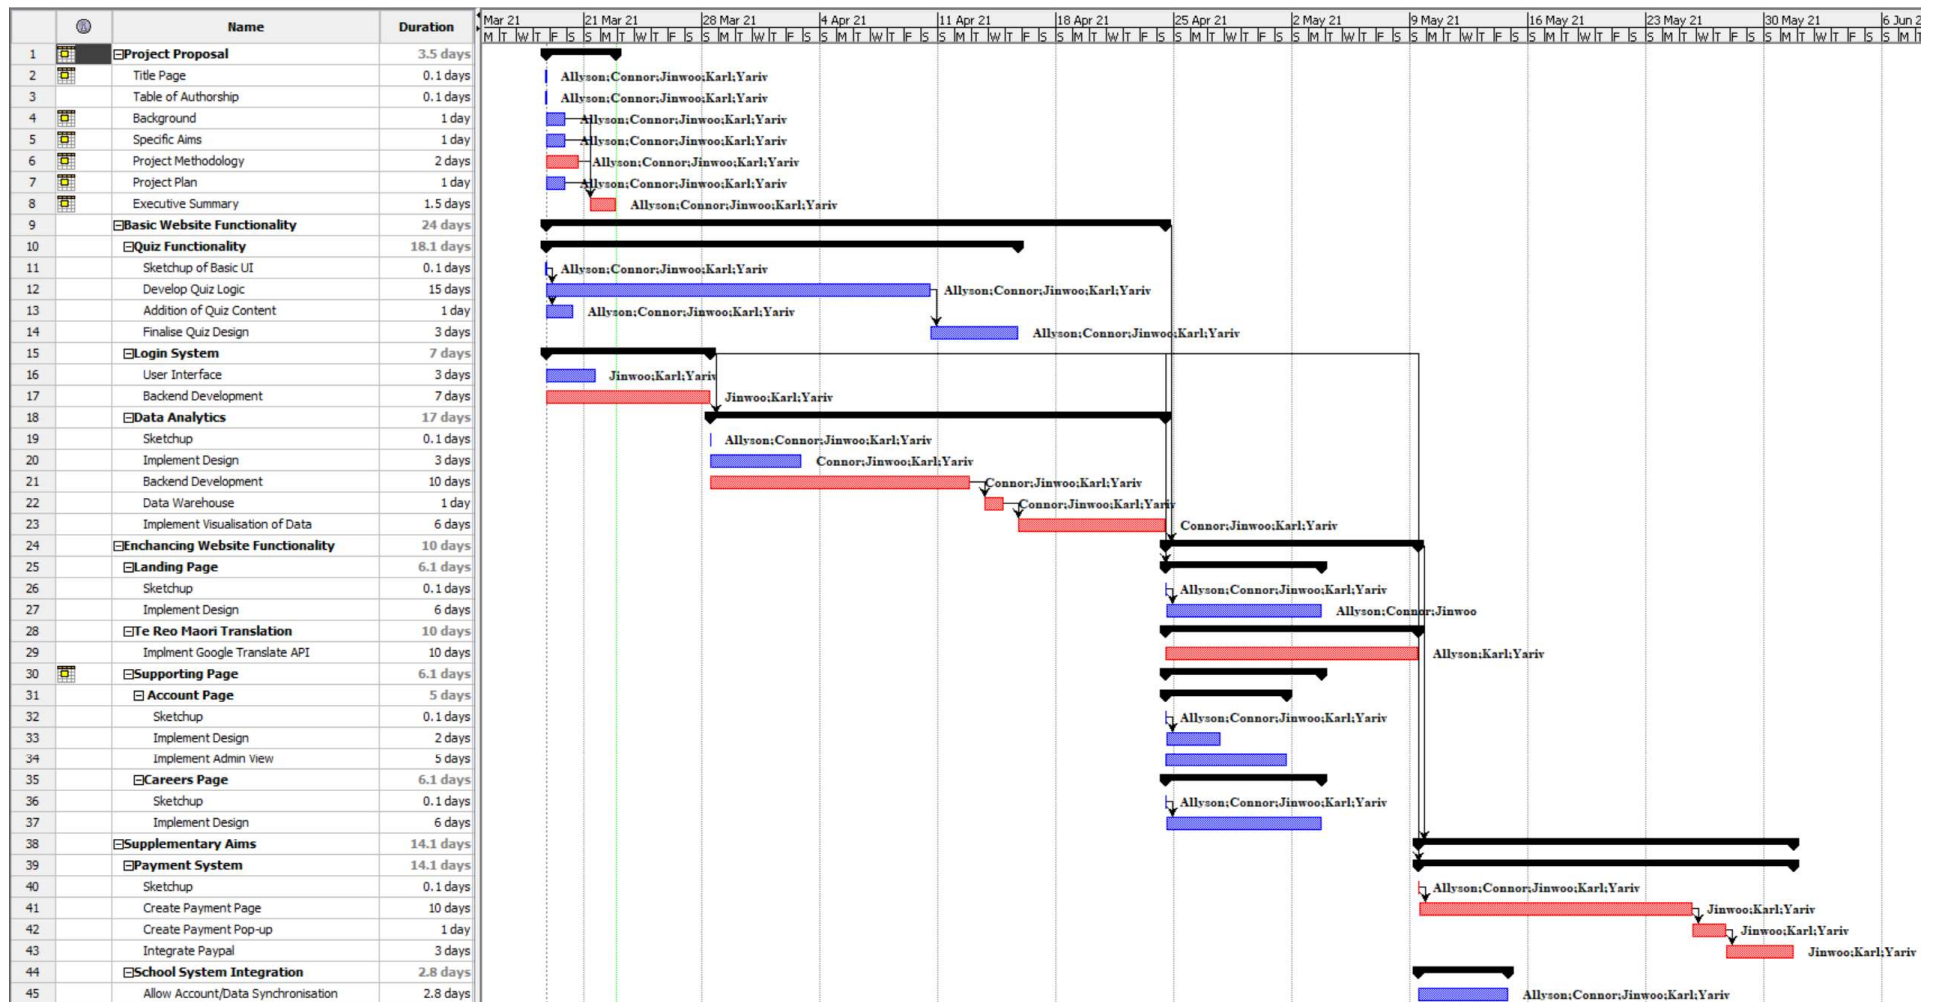 Name Duration Mar 21 21 Mar 21 28 Mar 21 4 Apr 21 11 Apr 21 18 Apr 21 25 Apr 21 2 May 21 9 May 21 16 May 21 23 May 21 30 May 21 6 Jun 2
M T W T F S S M T W T F S S M T W T F S S M T W T F S S M T W T F S S M T W T F S S M T W T F S S M T W T F S S M T W T F S S M T W T F S S M T W T F S S M T W T F S S M T
1 Project Proposal 3.5 days
2 Title Page 0.1 days Allyson;Connor;Jinwoo;Karl;Yariv
3 Table of Authorship 0.1 days Allyson;Connor;Jinwoo;Karl;Yariv
4 Background 1 day Allyson;Connor;Jinwoo;Karl;Yariv
5 Specific Aims 1 day Allyson;Connor;Jinwoo;Karl;Yariv
6 Project Methodology 2 days Allyson;Connor;Jinwoo;Karl;Yariv
7 Project Plan 1 day Allyson;Connor;Jinwoo;Karl;Yariv
8 Executive Summary 1.5 days Allyson;Connor;Jinwoo;Karl;Yariv
9 Basic Website Functionality 24 days
10 Quiz Functionality 18.1 days
11 Sketchup of Basic UI 0.1 days Allyson;Connor;Jinwoo;Karl;Yariv
12 Develop Quiz Logic 15 days Allyson;Connor;Jinwoo;Karl;Yariv
13 Addition of Quiz Content 1 day Allyson;Connor;Jinwoo;Karl;Yariv
14 Finalise Quiz Design 3 days Allyson;Connor;Jinwoo;Karl;Yariv
15 Login System 7 days
16 User Interface 3 days Jinwoo;Karl;Yariv
17 Backend Development 7 days Jinwoo;Karl;Yariv
18 Data Analytics 17 days
19 Sketchup 0.1 days Allyson;Connor;Jinwoo;Karl;Yariv
20 Implement Design 3 days Connor;Jinwoo;Karl;Yariv
21 Backend Development 10 days Connor;Jinwoo;Karl;Yariv
22 Data Warehouse 1 day Connor;Jinwoo;Karl;Yariv
23 Implement Visualisation of Data 6 days Connor;Jinwoo;Karl;Yariv
24 Enchancing Website Functionality 10 days
25 Landing Page 6.1 days
26 Sketchup 0.1 days Allyson;Connor;Jinwoo;Karl;Yariv
27 Implement Design 6 days Allyson;Connor;Jinwoo
28 Te Reo Maori Translation 10 days
29 Implment Google Translate API 10 days Allyson;Karl;Yariv
30 Supporting Page 6.1 days
31 Account Page 5 days
32 Sketchup 0.1 days Allyson;Connor;Jinwoo;Karl;Yariv
33 Implement Design 2 days
34 Implement Admin View 5 days
35 Careers Page 6.1 days
36 Sketchup 0.1 days Allyson;Connor;Jinwoo;Karl;Yariv
37 Implement Design 6 days
38 Supplementary Aims 14.1 days
39 Payment System 14.1 days
40 Sketchup 0.1 days Allyson;Connor;Jinwoo;Karl;Yariv
41 Create Payment Page 10 days Jinwoo;Karl;Yariv
42 Create Payment Pop-up 1 day Jinwoo;Karl;Yariv
43 Integrate Paypal 3 days Jinwoo;Karl;Yariv
44 School System Integration 2.8 days
45 Allow Account/Data Synchronisation 2.8 days Allyson;Connor;Jinwoo;Karl;Yariv